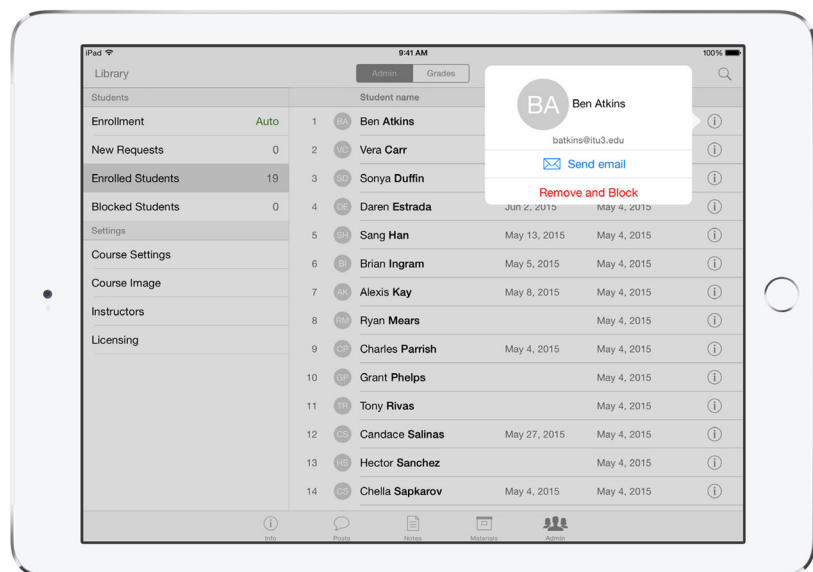 iPad 9:41 AM 100%
Library Admin Grades
Students Student name
BA Ben Atkins
batkins@itu3.edu
Send email
Remove and Block
Enrollment Auto
New Requests 0
Enrolled Students 19
Blocked Students 0
Settings
Course Settings
Course Image
Instructors
Licensing
1 BA Ben Atkins
2 VC Vera Carr
3 SD Sonya Duffin
4 DE Daren Estrada Jun 2, 2015 May 4, 2015
5 SH Sang Han May 13, 2015 May 4, 2015
6 BI Brian Ingram May 5, 2015 May 4, 2015
7 AK Alexis Kay May 8, 2015 May 4, 2015
8 RM Ryan Mears May 4, 2015
9 CP Charles Parrish May 4, 2015 May 4, 2015
10 GP Grant Phelps May 4, 2015
11 TR Tony Rivas May 4, 2015
12 CS Candace Salinas May 27, 2015 May 4, 2015
13 HS Hector Sanchez May 4, 2015
14 CS Chella Sapkarov May 4, 2015 May 4, 2015
Info Posts Notes Materials Admin